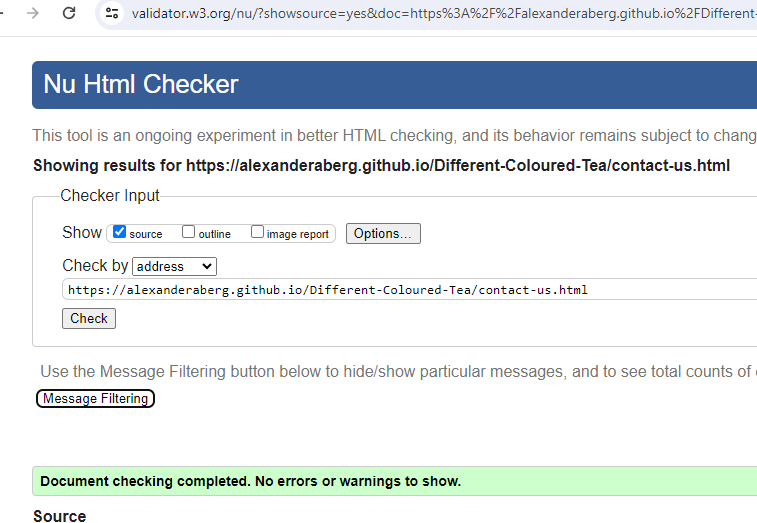 validator.w3.org/nu/?showsource=yes&doc=https%3A%2F%2Falexanderaberg.github.io%2FDifferent-
Nu Html Checker
This tool is an ongoing experiment in better HTML checking, and its behavior remains subject to chang
Showing results for https://alexanderaberg.github.io/Different-Coloured-Tea/contact-us.html
Checker Input
Show source outline image report Options...
Check by address
https://alexanderaberg.github.io/Different-Coloured-Tea/contact-us.html
Check
Use the Message Filtering button below to hide/show particular messages, and to see total counts of
Message Filtering
Document checking completed. No errors or warnings to show.
Source